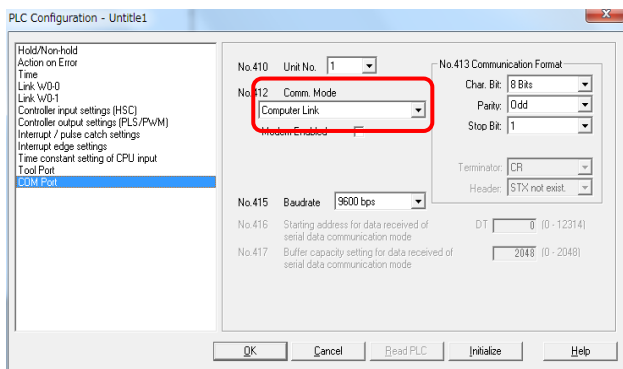 PLC Configuration - Untitle1
Hold/Non-hold
Action on Error
Time
Link W0-0
Link W0-1
Controller input settings (HSC)
Controller output settings (PLS/PWM)
Interrupt / pulse catch settings
Interrupt edge settings
Time constant setting of CPU input
Tool Port
COM Port
No.410 Unit No. 1
No.412 Comm. Mode
Computer Link
Modem Enabled
No.413 Communication Format
Char. Bit: 8 Bits
Parity: Odd
Stop Bit: 1
Terminator: CR
Header: STX not exist.
No.415 Baudrate 9600 bps
No.416 Starting address for data received of serial data communication mode DT 0 (0 - 12314)
No.417 Buffer capacity setting for data received of serial data communication mode 2048 (0 - 2048)
OK Cancel Read PLC Initialize Help